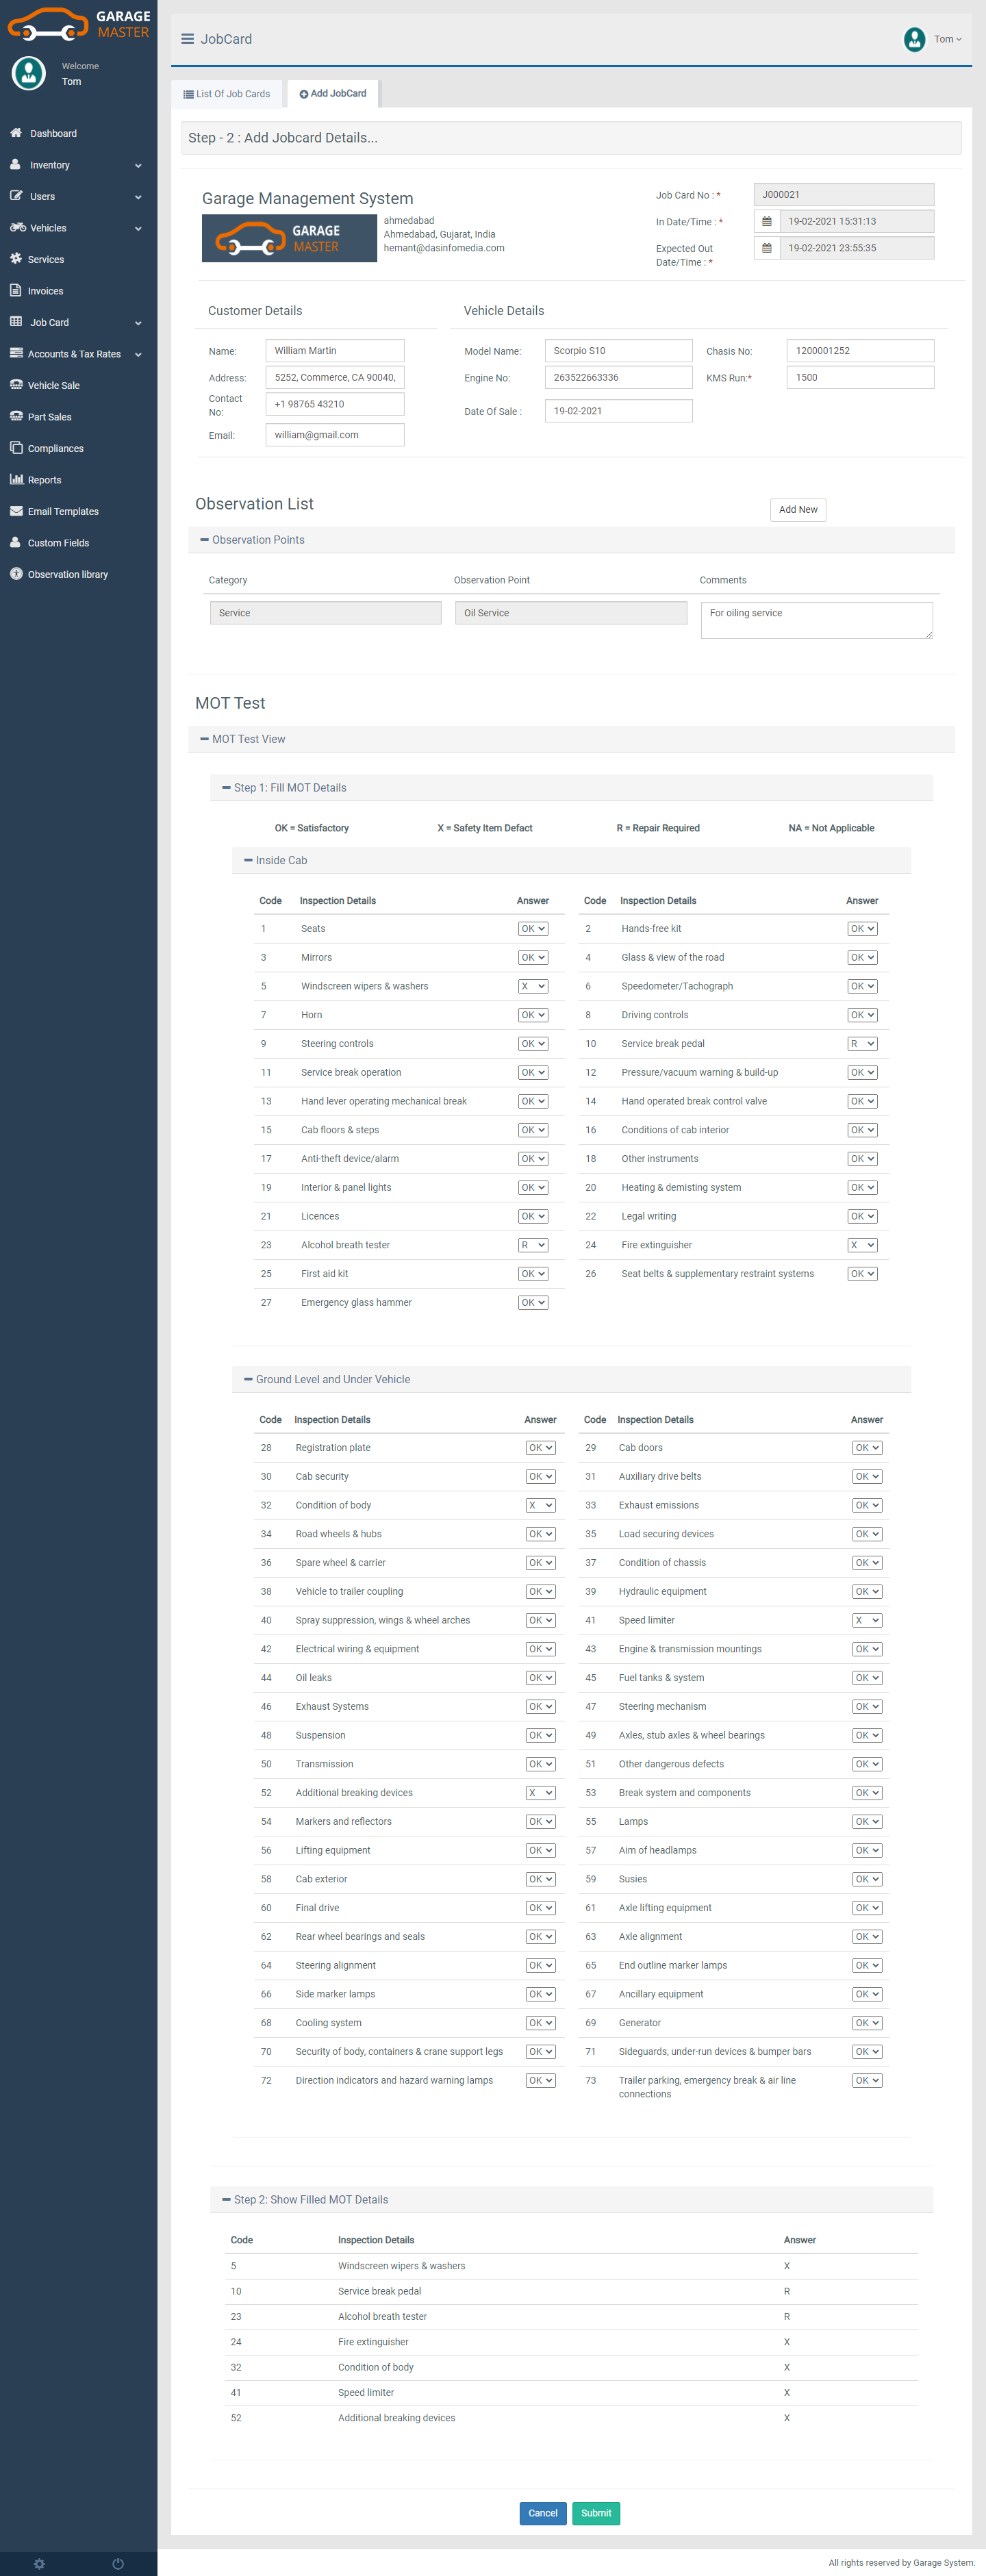 GARAGE
MASTER
Welcome
Tom
Dashboard
Inventory
Users
Vehicles
Services
Invoices
Job Card
Accounts & Tax Rates
Vehicle Sale
Part Sales
Compliances
Reports
Email Templates
Custom Fields
Observation library
JobCard
Tom
List Of Job Cards
Add JobCard
Step - 2 : Add Jobcard Details...
Garage Management System
GARAGE
MASTER
ahmedabad
Ahmedabad, Gujarat, India
hemant@dasinfomedia.com
Job Card No : * J000021
In Date/Time : * 19-02-2021 15:31:13
Expected Out
Date/Time : * 19-02-2021 23:55:35
Customer Details
Name: William Martin
Address: 5252, Commerce, CA 90040,
Contact
No: +1 98765 43210
Email: william@gmail.com
Vehicle Details
Model Name: Scorpio S10 Chasis No: 1200001252
Engine No: 263522663336 KMS Run:* 1500
Date Of Sale : 19-02-2021
Observation List
Add New
Observation Points
Category Observation Point Comments
Service Oil Service For oiling service
MOT Test
MOT Test View
Step 1: Fill MOT Details
OK = Satisfactory X = Safety Item Defact R = Repair Required NA = Not Applicable
Inside Cab
Code Inspection Details Answer Code Inspection Details Answer
1 Seats OK 2 Hands-free kit OK
3 Mirrors OK 4 Glass & view of the road OK
5 Windscreen wipers & washers X 6 Speedometer/Tachograph OK
7 Horn OK 8 Driving controls OK
9 Steering controls OK 10 Service break pedal R
11 Service break operation OK 12 Pressure/vacuum warning & build-up OK
13 Hand lever operating mechanical break OK 14 Hand operated break control valve OK
15 Cab floors & steps OK 16 Conditions of cab interior OK
17 Anti-theft device/alarm OK 18 Other instruments OK
19 Interior & panel lights OK 20 Heating & demisting system OK
21 Licences OK 22 Legal writing OK
23 Alcohol breath tester R 24 Fire extinguisher X
25 First aid kit OK 26 Seat belts & supplementary restraint systems OK
27 Emergency glass hammer OK
Ground Level and Under Vehicle
Code Inspection Details Answer Code Inspection Details Answer
28 Registration plate OK 29 Cab doors OK
30 Cab security OK 31 Auxiliary drive belts OK
32 Condition of body X 33 Exhaust emissions OK
34 Road wheels & hubs OK 35 Load securing devices OK
36 Spare wheel & carrier OK 37 Condition of chassis OK
38 Vehicle to trailer coupling OK 39 Hydraulic equipment OK
40 Spray suppression, wings & wheel arches OK 41 Speed limiter X
42 Electrical wiring & equipment OK 43 Engine & transmission mountings OK
44 Oil leaks OK 45 Fuel tanks & system OK
46 Exhaust Systems OK 47 Steering mechanism OK
48 Suspension OK 49 Axles, stub axles & wheel bearings OK
50 Transmission OK 51 Other dangerous defects OK
52 Additional breaking devices X 53 Break system and components OK
54 Markers and reflectors OK 55 Lamps OK
56 Lifting equipment OK 57 Aim of headlamps OK
58 Cab exterior OK 59 Susies OK
60 Final drive OK 61 Axle lifting equipment OK
62 Rear wheel bearings and seals OK 63 Axle alignment OK
64 Steering alignment OK 65 End outline marker lamps OK
66 Side marker lamps OK 67 Ancillary equipment OK
68 Cooling system OK 69 Generator OK
70 Security of body, containers & crane support legs OK 71 Sideguards, under-run devices & bumper bars OK
72 Direction indicators and hazard warning lamps OK 73 Trailer parking, emergency break & air line OK
connections
Step 2: Show Filled MOT Details
Code Inspection Details Answer
5 Windscreen wipers & washers X
10 Service break pedal R
23 Alcohol breath tester R
24 Fire extinguisher X
32 Condition of body X
41 Speed limiter X
52 Additional breaking devices X
Cancel Submit
All rights reserved by Garage System.